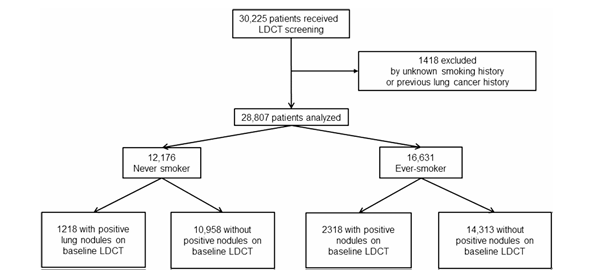 30,225 patients received
LDCT screening
1418 excluded
by unknown smoking history
or previous lung cancer history
28,807 patients analyzed
12,176
Never smoker
16,631
Ever-smoker
1218 with positive
lung nodules on
baseline LDCT
10,958 without
positive nodules on
baseline LDCT
2318 with positive
nodules on
baseline LDCT
14,313 without
positive nodules on
baseline LDCT